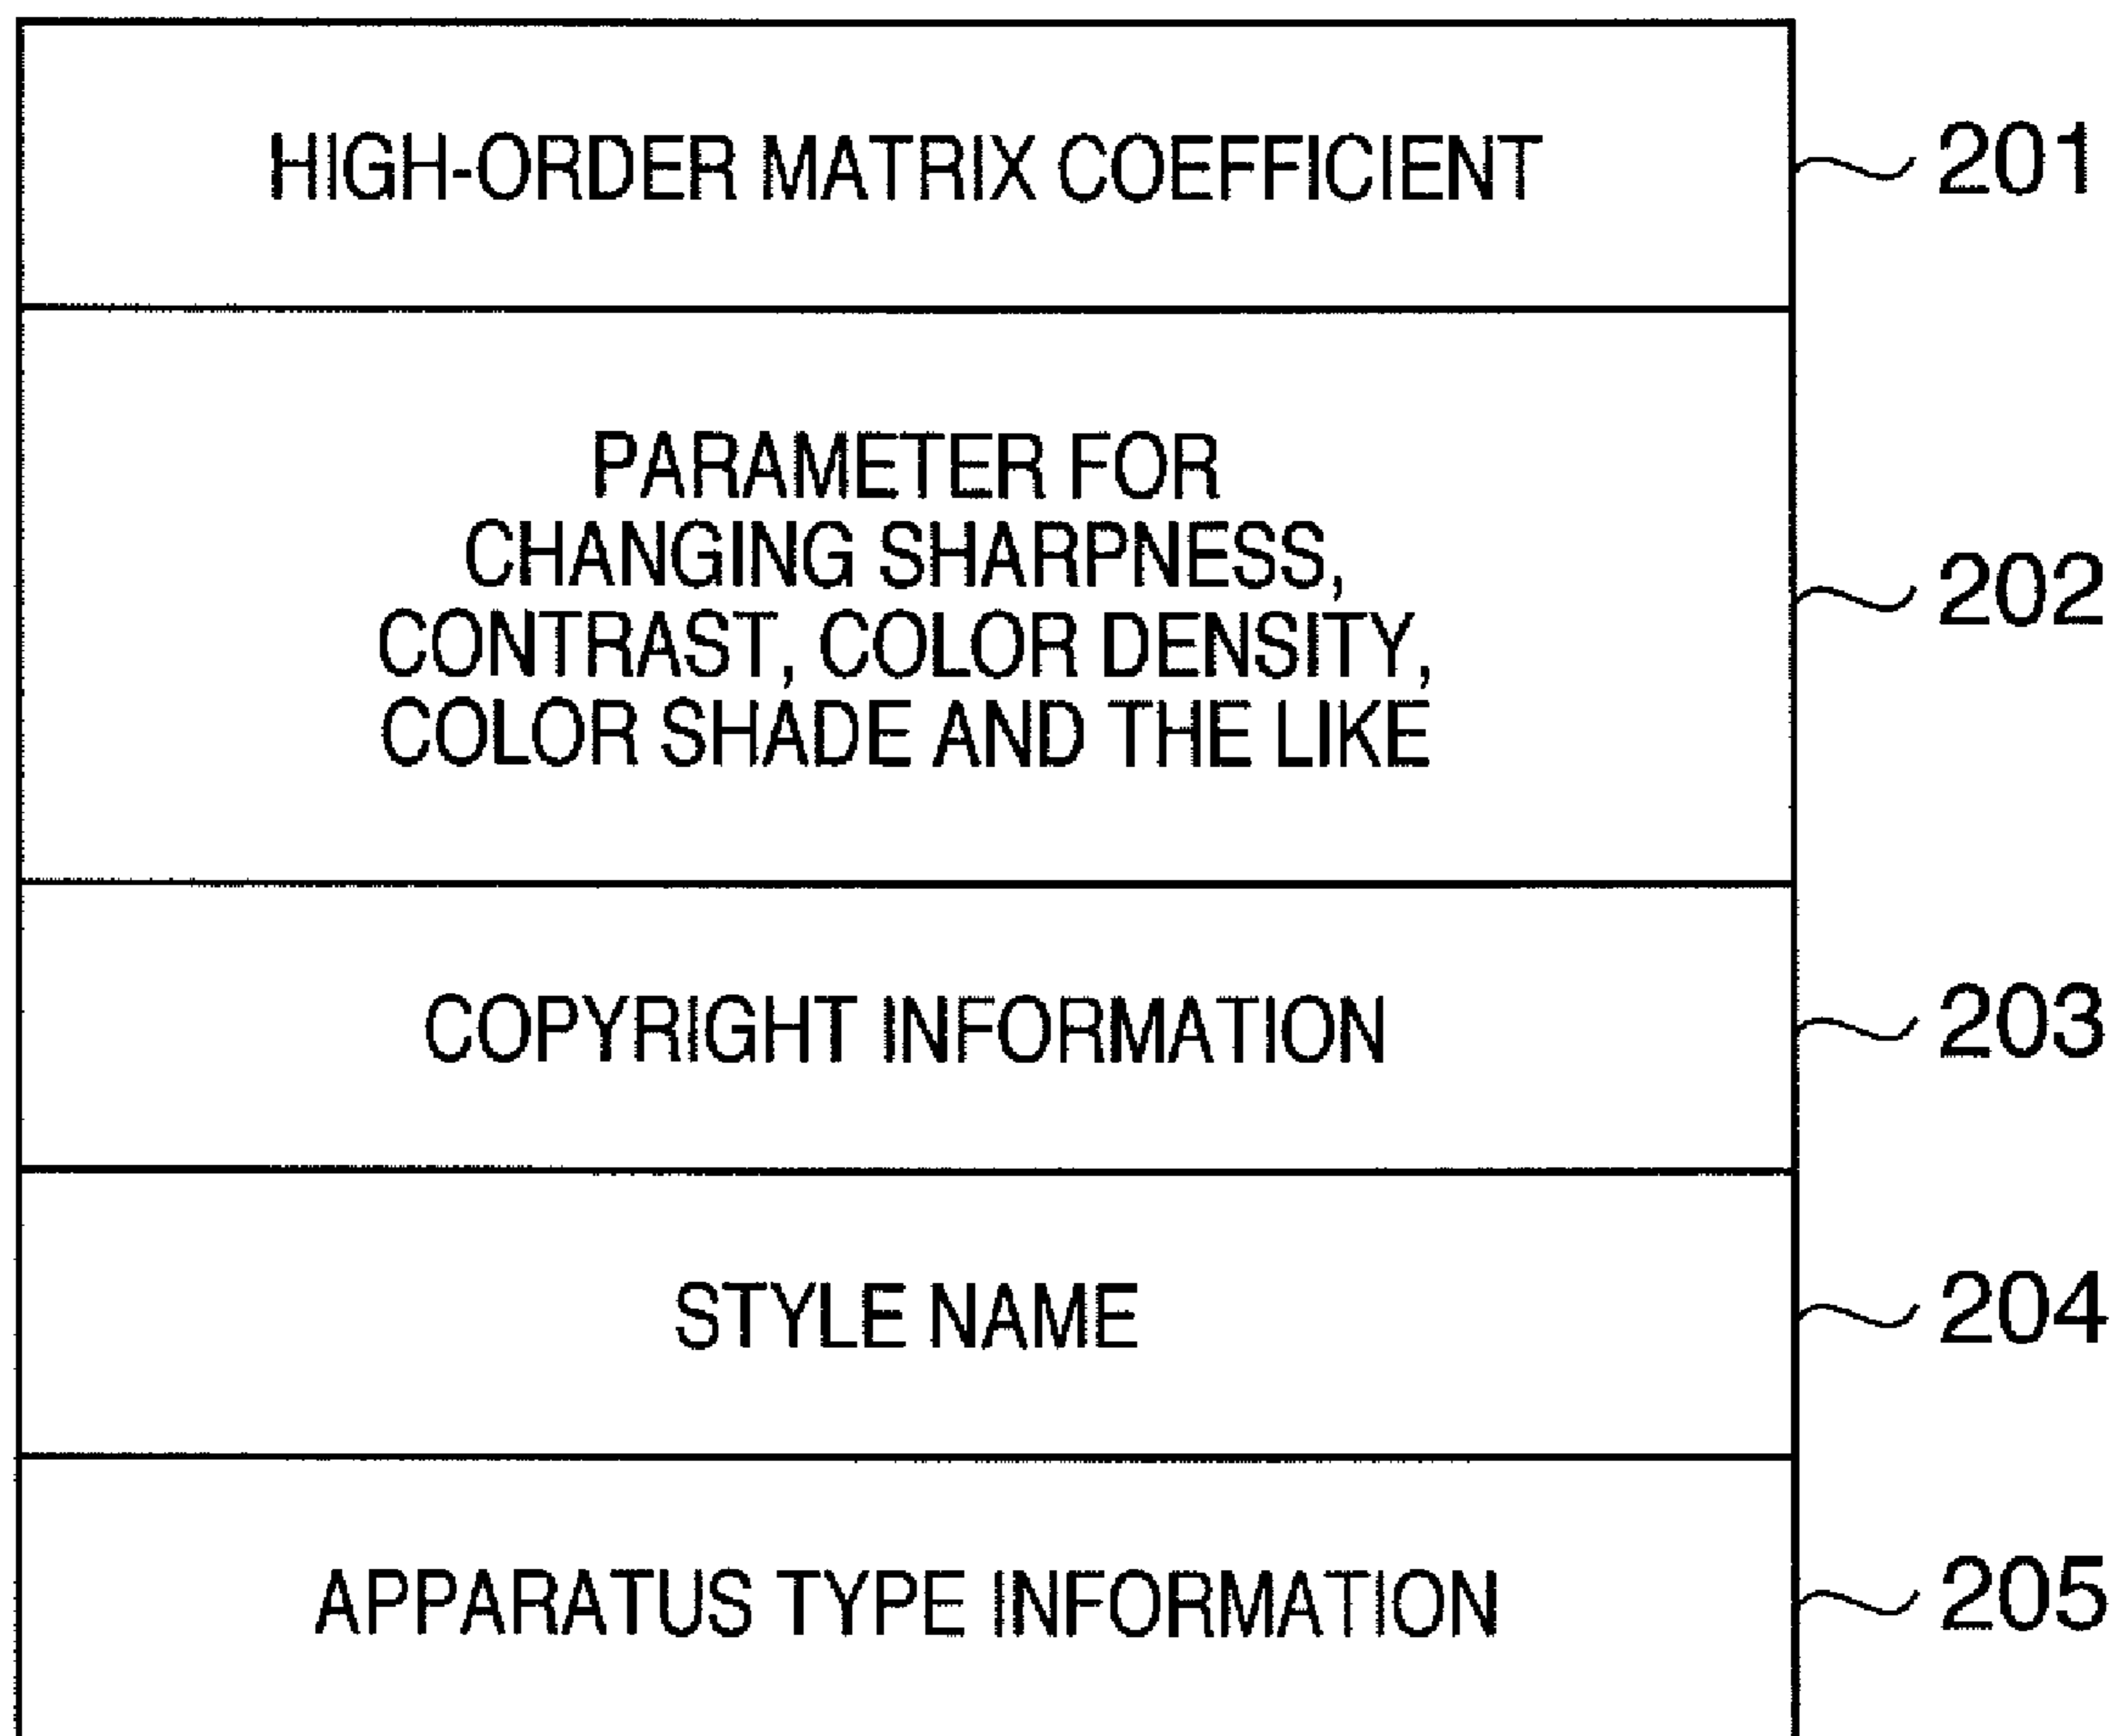 HIGH-ORDER MATRIX COEFFICIENT 201
PARAMETER FOR
CHANGING SHARPNESS,
CONTRAST, COLOR DENSITY,
COLOR SHADE AND THE LIKE
202
COPYRIGHT INFORMATION 203
STYLE NAME 204
APPARATUS TYPE INFORMATION 205